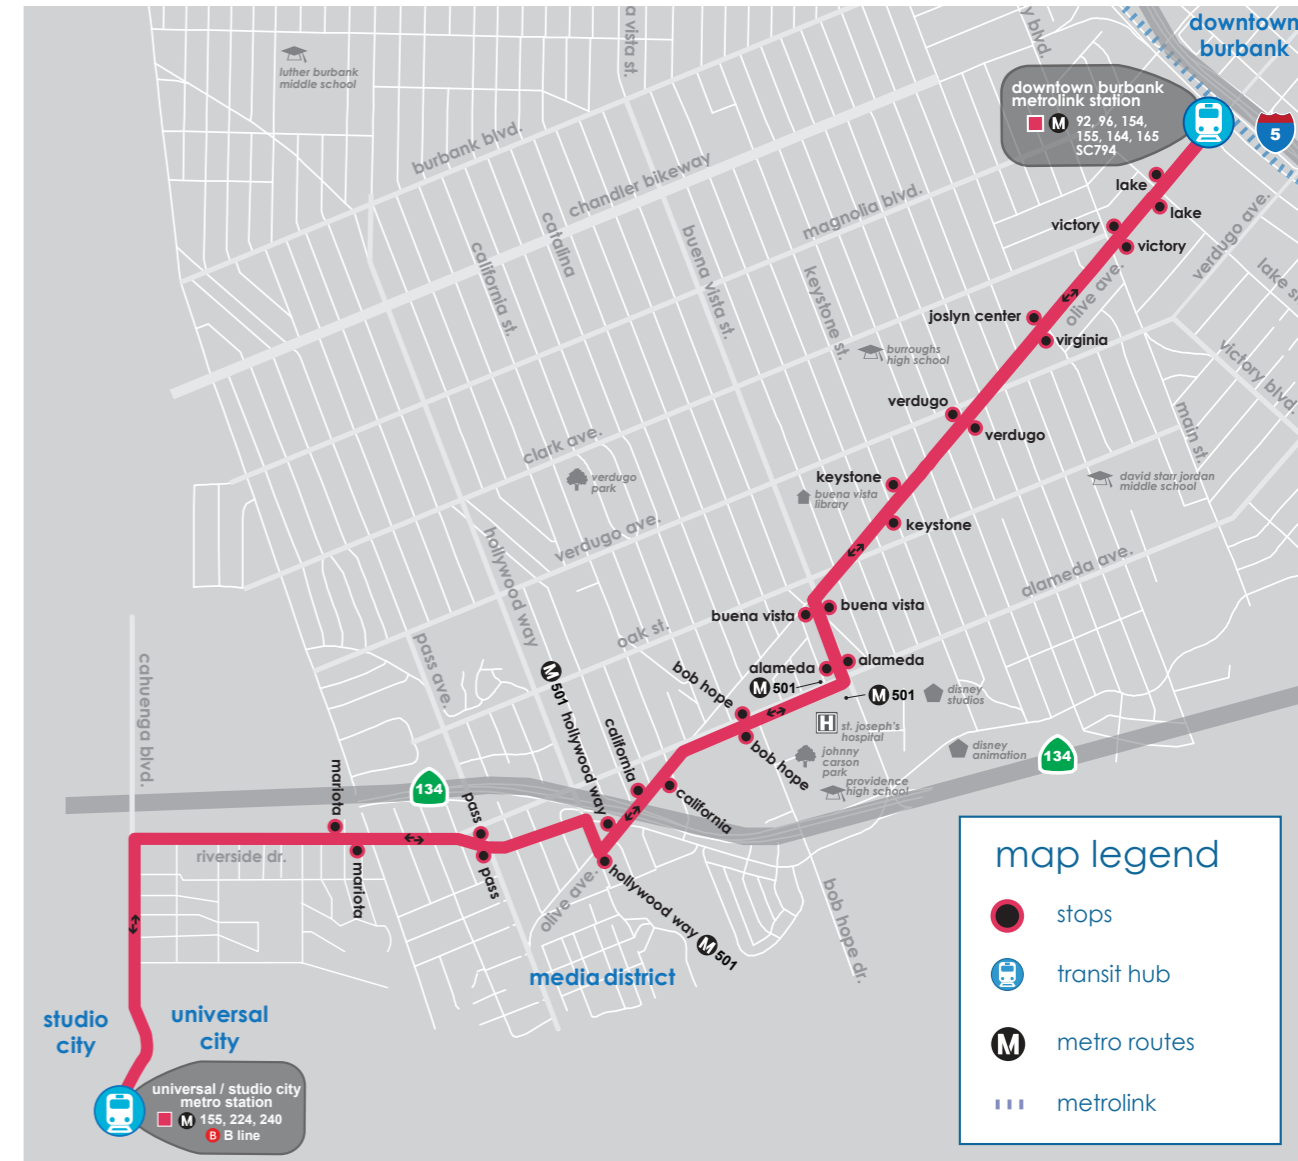 a vista st.
y blvd.
downtown
burbank
luther burbank
middle school
downtown burbank
metrolink station
M 92, 96, 154,
155, 164, 165
SC794
5
burbank blvd.
chandler bikeway
magnolia blvd.
lake
lake
victory
victory
verdugo ave.
lake s
catalina
california st.
buena vista st.
keystone st.
olive ave.
joslyn center
virginia
burroughs
high school
victory blvd.
verdugo
verdugo
main st.
clark ave.
verdugo
park
keystone
buena vista
library
keystone
david starr jordan
middle school
verdugo ave.
hollywood way
alameda ave.
buena vista
buena vista
oak st.
pass ave.
cahuenga blvd.
alameda
alameda
M 501
M 501
bob hope
bob hope
disney
studios
H
st. joseph's
hospital
johnny
carson
park
disney
animation
providence
high school
134
134
M 501 hollywood way
california
california
mariota
mariota
pass
pass
riverside dr.
olive ave.
hollywood way M 501
bob hope dr.
media district
studio
city
universal
city
universal / studio city
metro station
M 155, 224, 240
B B line
map legend
stops
transit hub
M metro routes
metrolink